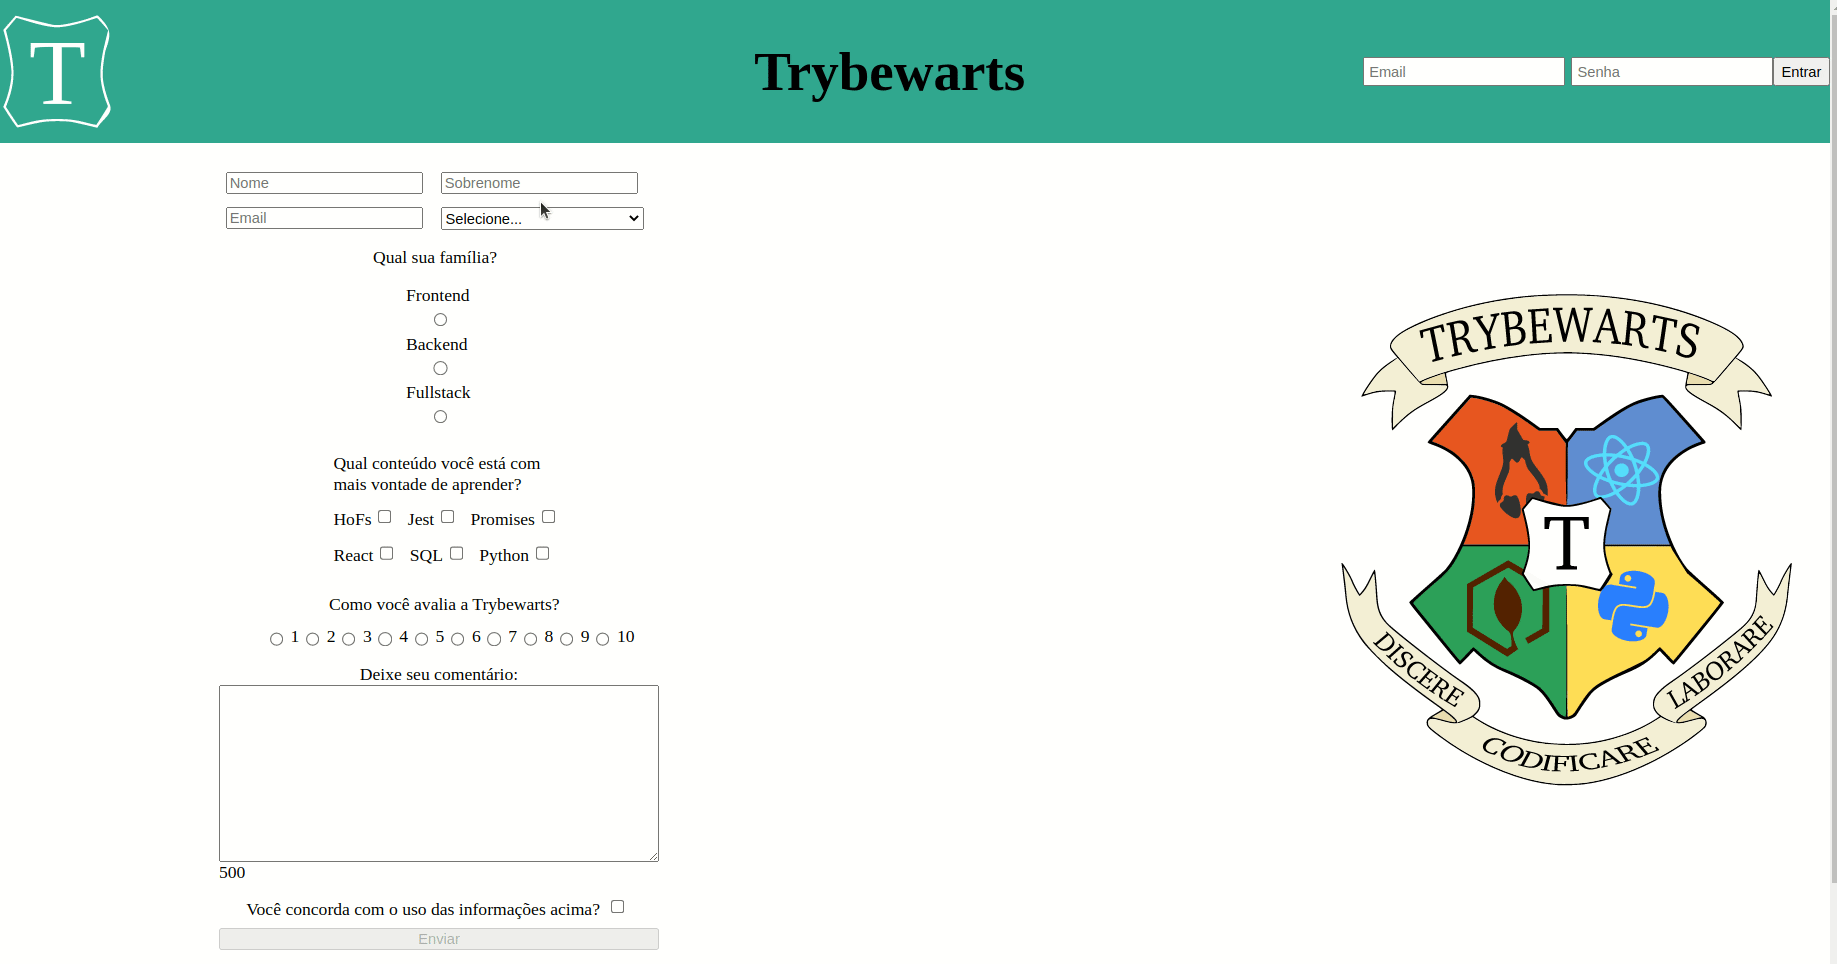 T
Trybewarts
Email Senha Entrar
Nome Sobrenome
Email Selecione...
Qual sua família?
Frontend
Backend
Fullstack
Qual conteúdo você está com
mais vontade de aprender?
HoFs Jest Promises
React SQL Python
Como você avalia a Trybewarts?
1 2 3 4 5 6 7 8 9 10
Deixe seu comentário:
500
Você concorda com o uso das informações acima?
Enviar
TRYBEWARTS
T
DISCERE
LABORARE
CODIFICARE